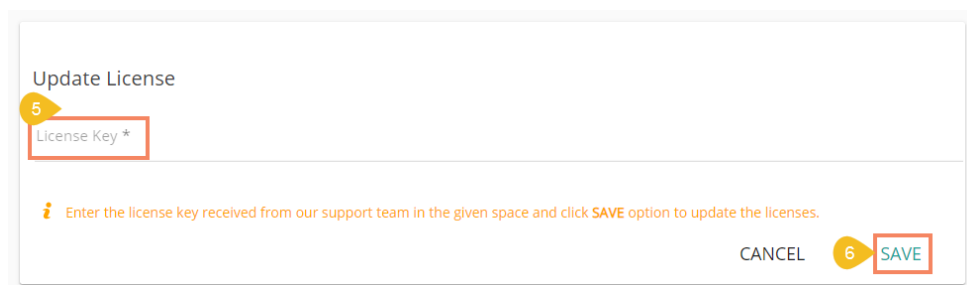 Update License
5
License Key *
i Enter the license key received from our support team in the given space and click SAVE option to update the licenses.
CANCEL 6 SAVE